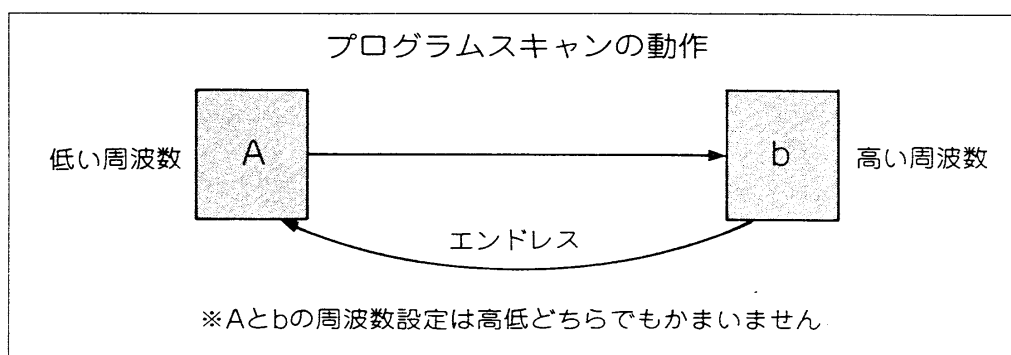 プログラムスキャンの動作
低い周波数
A
b
高い周波数
エンドレス
※Aとbの周波数設定は高低どちらでもかまいません